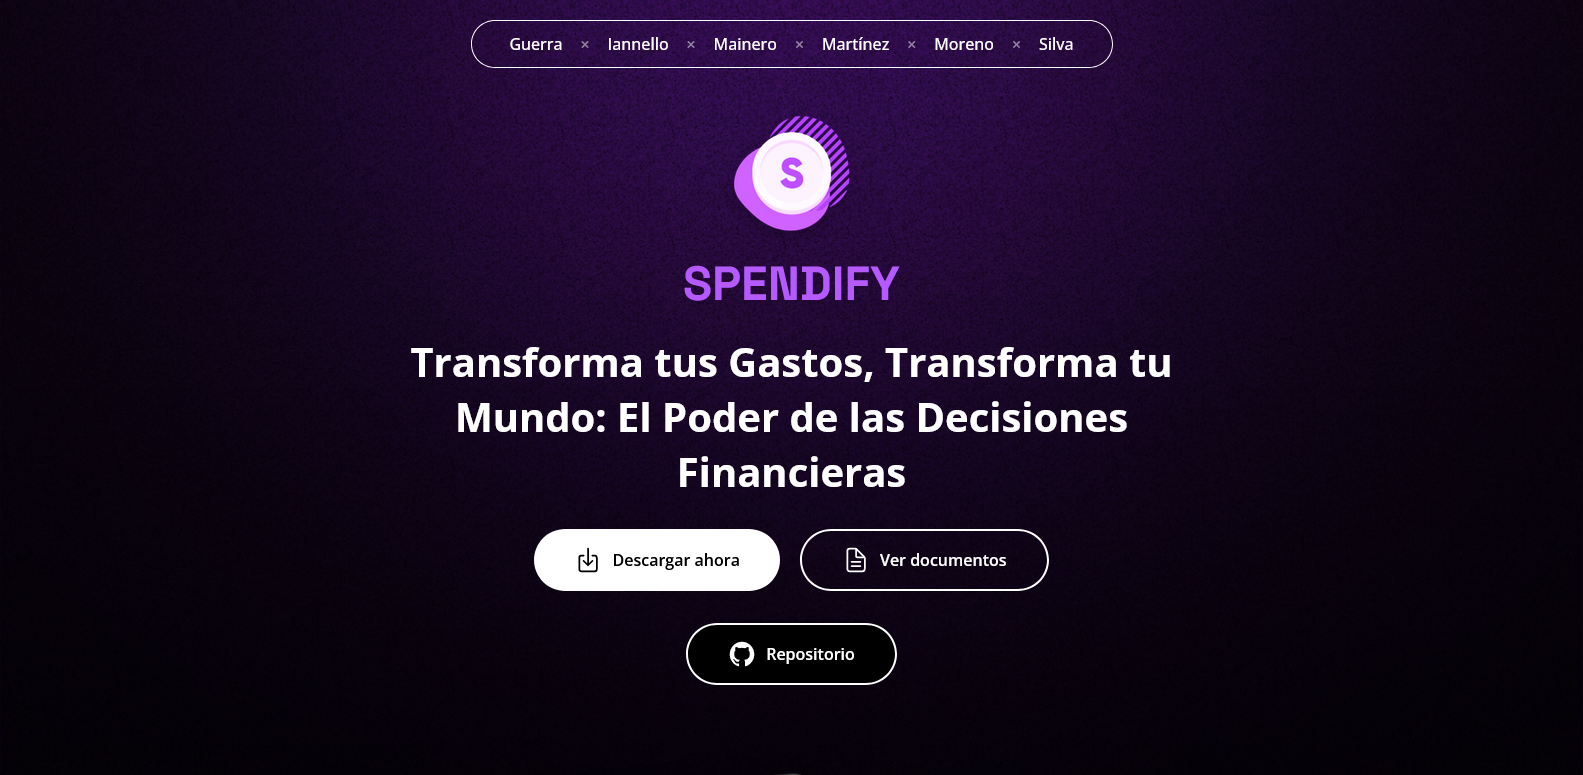 Guerra × Iannello × Mainero × Martínez × Moreno × Silva
S
SPENDIFY
Transforma tus Gastos, Transforma tu
Mundo: El Poder de las Decisiones
Financieras
Descargar ahora
Ver documentos
Repositorio